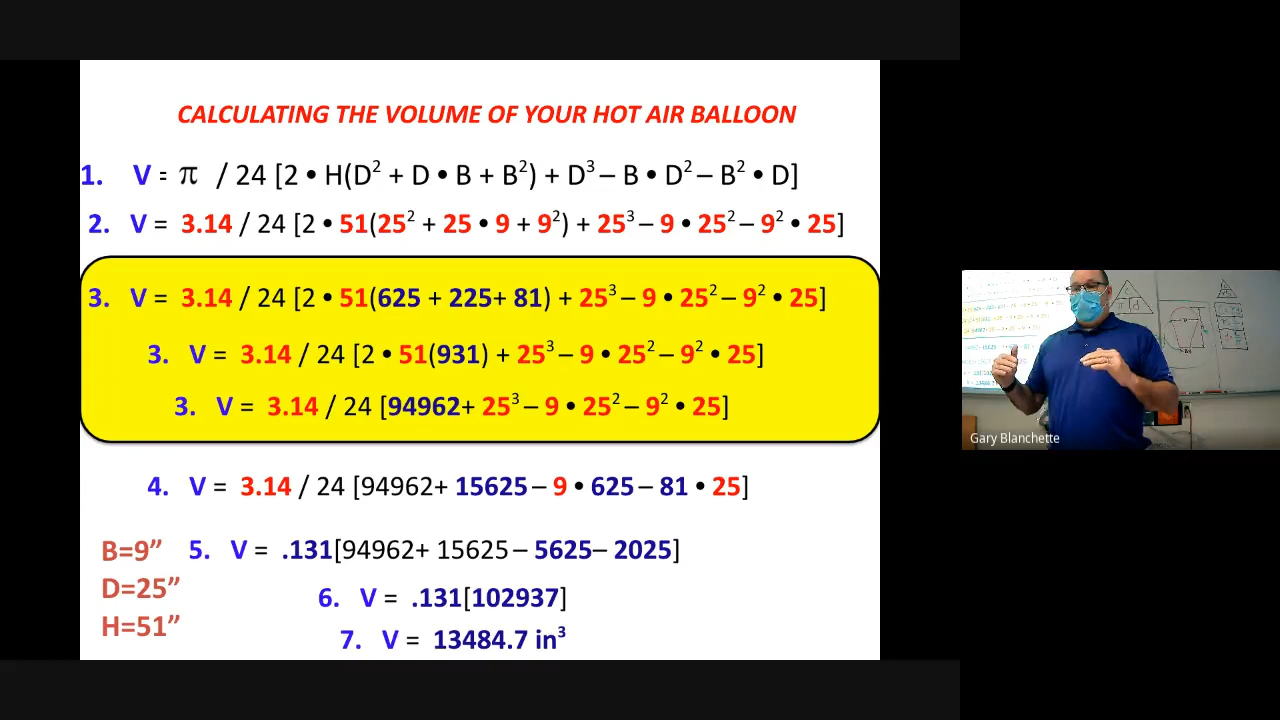 CALCULATING THE VOLUME OF YOUR HOT AIR BALLOON
1. V = π / 24 [2 • H(D² + D • B + B²) + D³ – B • D² – B² • D]
2. V = 3.14 / 24 [2 • 51(25² + 25 • 9 + 9²) + 25³ – 9 • 25² – 9² • 25]
3. V = 3.14 / 24 [2 • 51(625 + 225+ 81) + 25³ – 9 • 25² – 9² • 25]
3. V = 3.14 / 24 [2 • 51(931) + 25³ – 9 • 25² – 9² • 25]
3. V = 3.14 / 24 [94962+ 25³ – 9 • 25² – 9² • 25]
4. V = 3.14 / 24 [94962+ 15625 – 9 • 625 – 81 • 25]
B=9” 5. V = .131[94962+ 15625 – 5625– 2025]
D=25”
6. V = .131[102937]
H=51”
7. V = 13484.7 in³
Gary Blanchette